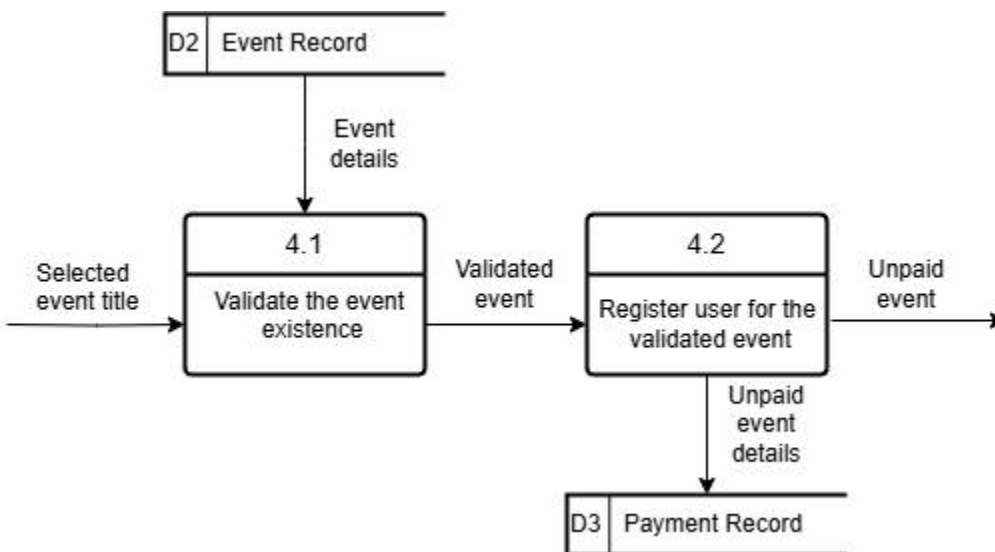 D2 Event Record
Event
details
Selected
event title
4.1
Validate the event
existence
Validated
event
4.2
Register user for the
validated event
Unpaid
event
Unpaid
event
details
D3 Payment Record